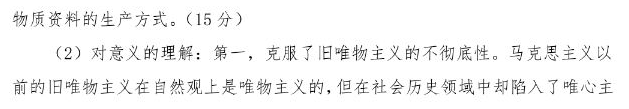 物质资料的生产方式。（15 分）
（2）对意义的理解：第一，克服了旧唯物主义的不彻底性。马克思主义以
前的旧唯物主义在自然观上是唯物主义的，但在社会历史领域中却陷入了唯心主